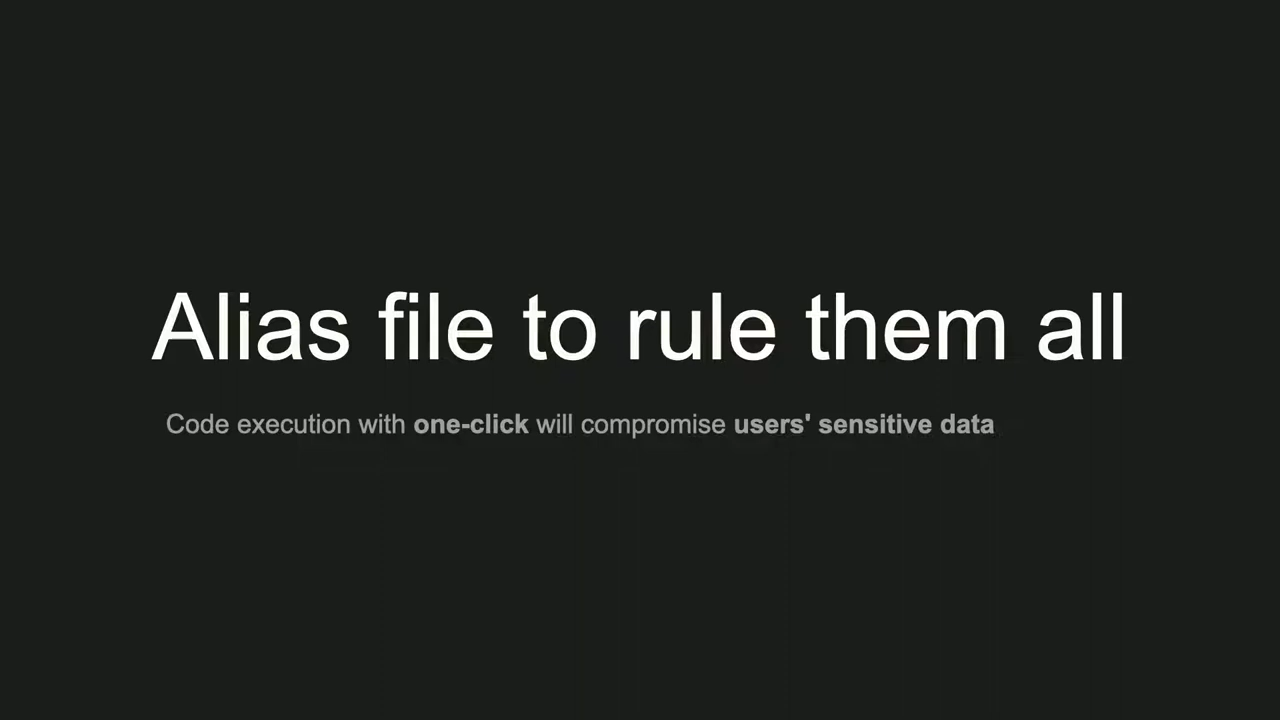 Alias file to rule them all
Code execution with one-click will compromise users' sensitive data